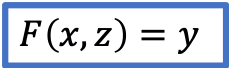 F(x, z) = y